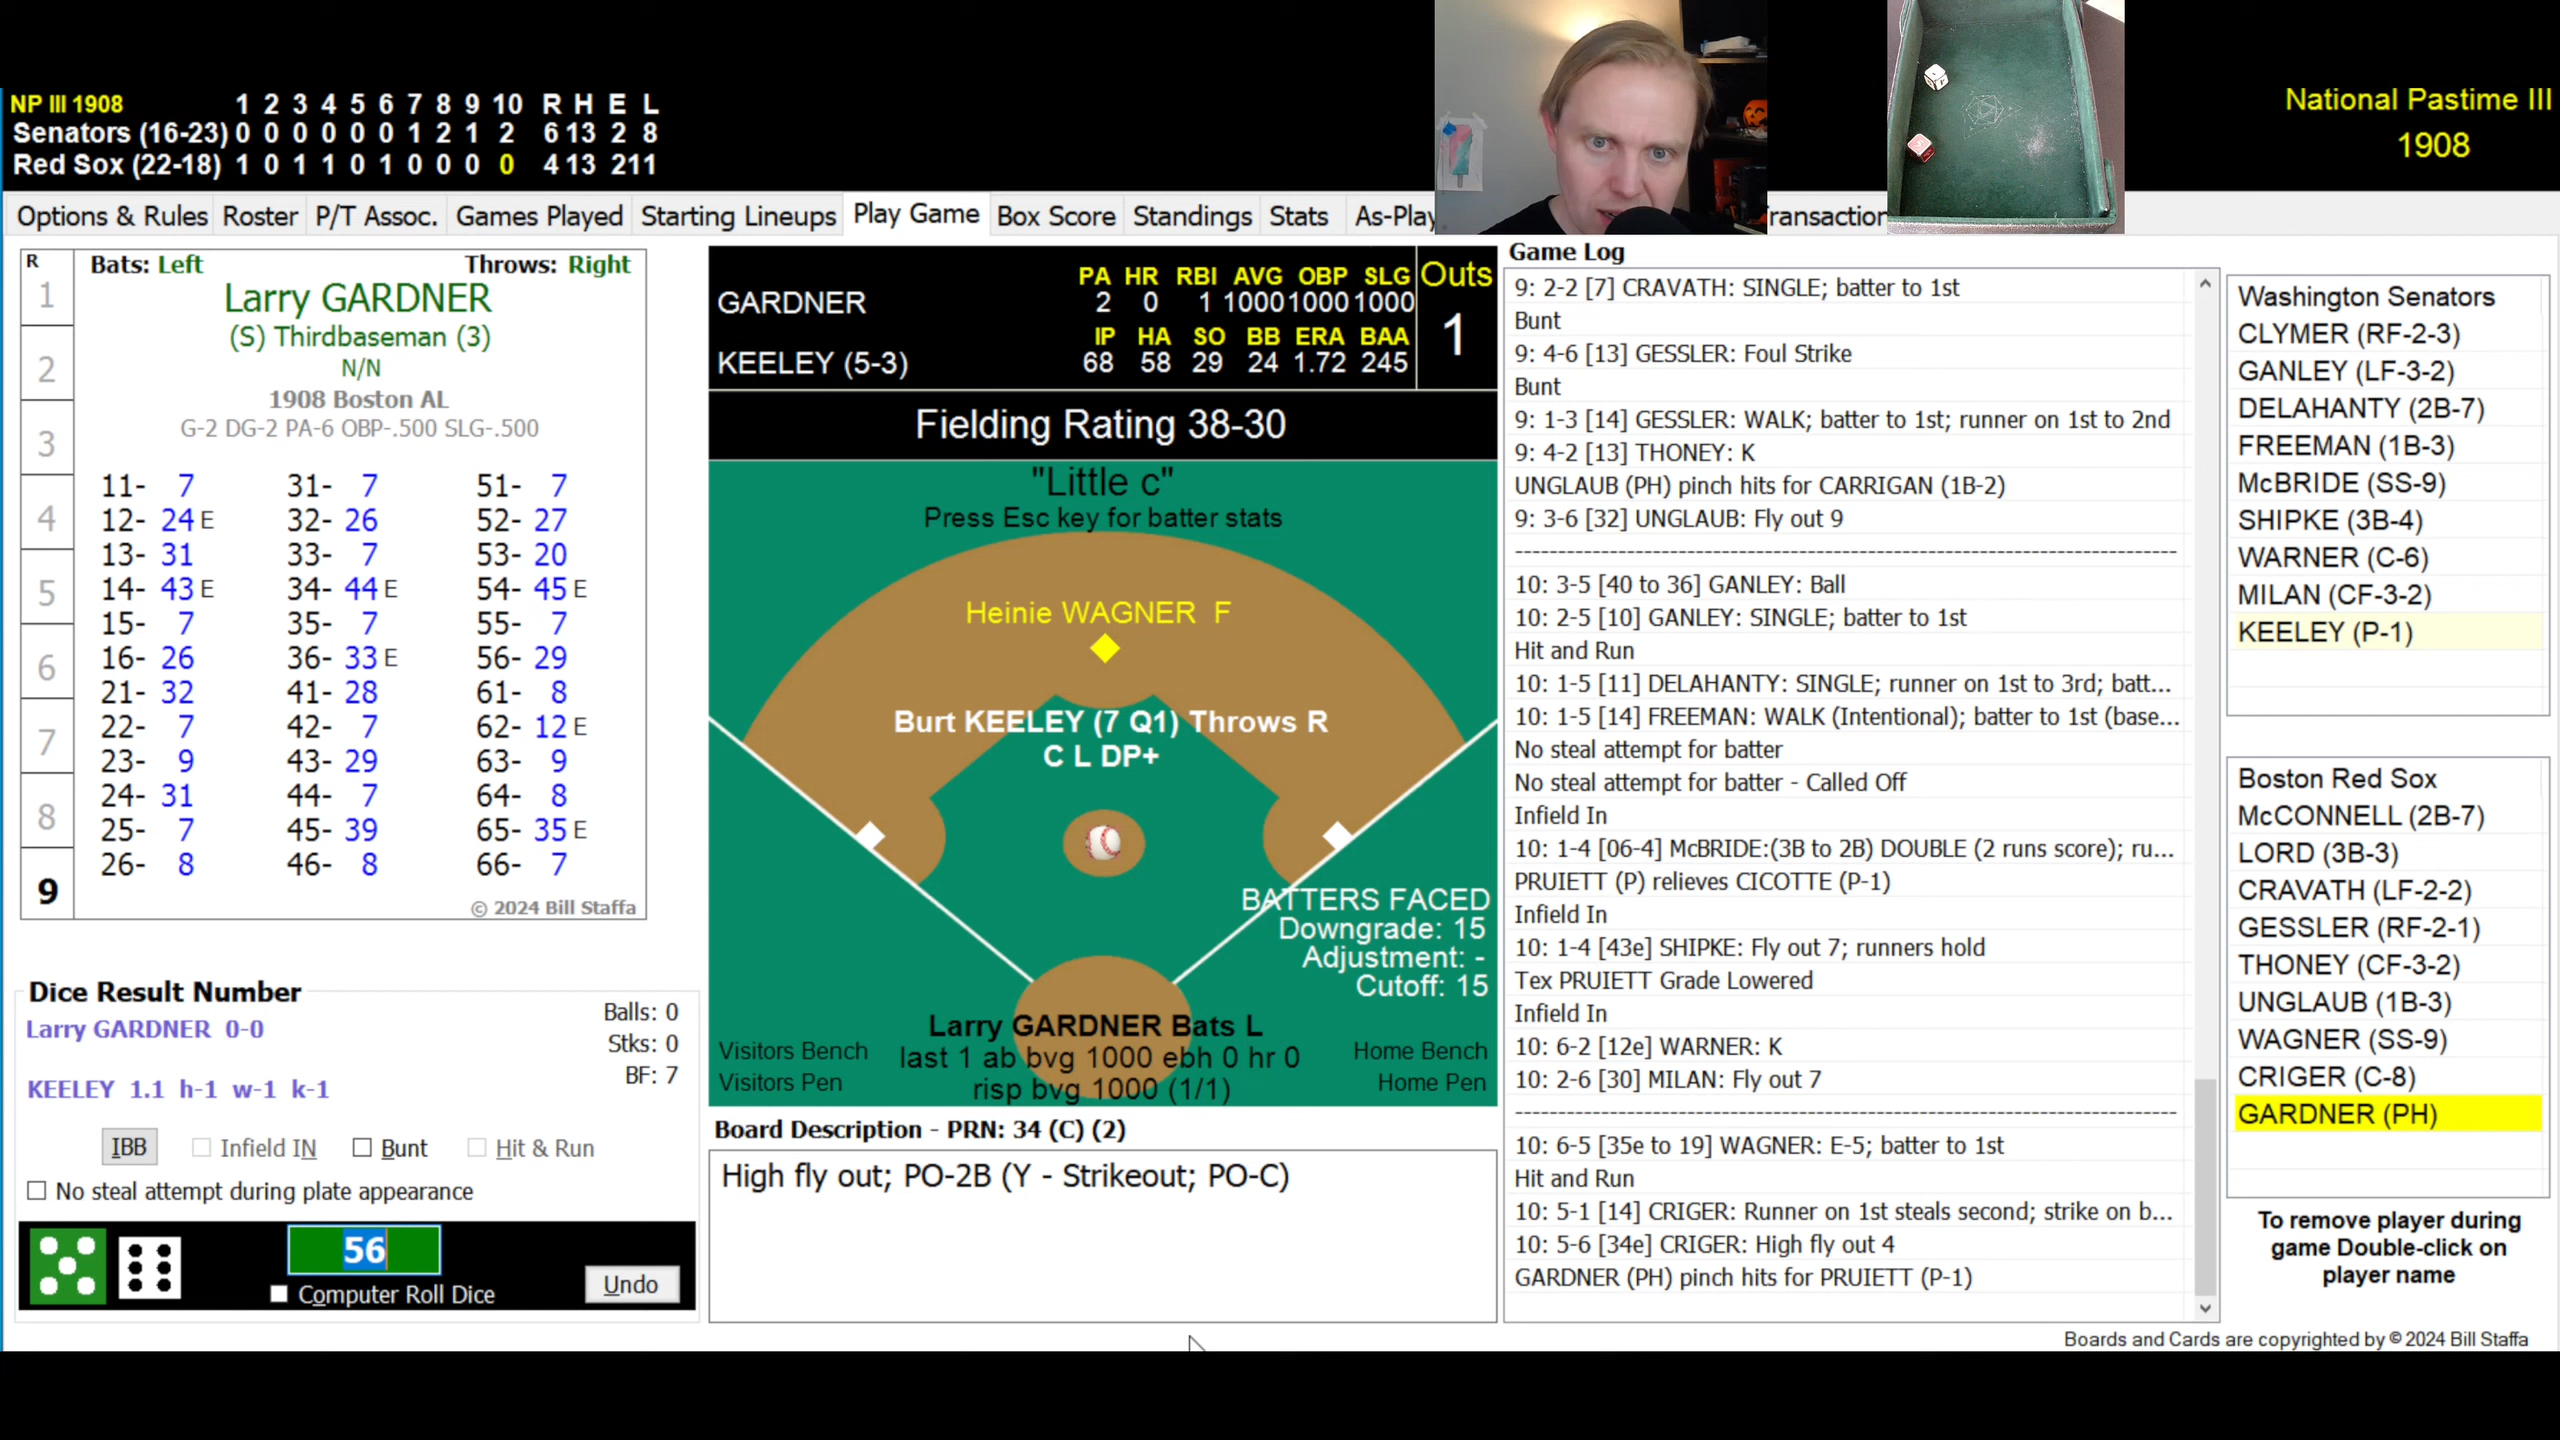 NP III 1908 1 2 3 4 5 6 7 8 9 10 R H E L
Senators (16-23) 0 0 0 0 0 0 1 2 1 2 6 13 2 8
Red Sox (22-18) 1 0 1 1 0 1 0 0 0 0 4 13 2 11
National Pastime III
1908
Options & Rules Roster P/T Assoc. Games Played Starting Lineups Play Game Box Score Standings Stats As-Play ransaction
R
1
2
3
4
5
6
7
8
9
Bats: Left Throws: Right
Larry GARDNER
(S) Thirdbaseman (3)
N/N
1908 Boston AL
G-2 DG-2 PA-6 OBP-.500 SLG-.500
11- 7 31- 7 51- 7
12- 24 E 32- 26 52- 27
13- 31 33- 7 53- 20
14- 43 E 34- 44 E 54- 45 E
15- 7 35- 7 55- 7
16- 26 36- 33 E 56- 29
21- 32 41- 28 61- 8
22- 7 42- 7 62- 12 E
23- 9 43- 29 63- 9
24- 31 44- 7 64- 8
25- 7 45- 39 65- 35 E
26- 8 46- 8 66- 7
© 2024 Bill Staffa
Dice Result Number
Larry GARDNER 0-0
KEELEY 1.1 h-1 w-1 k-1
Balls: 0
Stks: 0
BF: 7
IBB Infield IN Bunt Hit & Run
No steal attempt during plate appearance
56
Computer Roll Dice
Undo
PA HR RBI AVG OBP SLG Outs
GARDNER 2 0 1 1000 1000 1000
1
IP HA SO BB ERA BAA
KEELEY (5-3) 68 58 29 24 1.72 245
Fielding Rating 38-30
"Little c"
Press Esc key for batter stats
Heinie WAGNER F
Burt KEELEY (7 Q1) Throws R
C L DP+
BATTERS FACED
Downgrade: 15
Adjustment: -
Cutoff: 15
Larry GARDNER Bats L
last 1 ab bvg 1000 ebh 0 hr 0
risp bvg 1000 (1/1)
Visitors Bench
Visitors Pen
Home Bench
Home Pen
Board Description - PRN: 34 (C) (2)
High fly out; PO-2B (Y - Strikeout; PO-C)
Game Log
9: 2-2 [7] CRAVATH: SINGLE; batter to 1st
Bunt
9: 4-6 [13] GESSLER: Foul Strike
Bunt
9: 1-3 [14] GESSLER: WALK; batter to 1st; runner on 1st to 2nd
9: 4-2 [13] THONEY: K
UNGLAUB (PH) pinch hits for CARRIGAN (1B-2)
9: 3-6 [32] UNGLAUB: Fly out 9
10: 3-5 [40 to 36] GANLEY: Ball
10: 2-5 [10] GANLEY: SINGLE; batter to 1st
Hit and Run
10: 1-5 [11] DELAHANTY: SINGLE; runner on 1st to 3rd; batt...
10: 1-5 [14] FREEMAN: WALK (Intentional); batter to 1st (base...
No steal attempt for batter
No steal attempt for batter - Called Off
Infield In
10: 1-4 [06-4] McBRIDE:(3B to 2B) DOUBLE (2 runs score); ru...
PRUIETT (P) relieves CICOTTE (P-1)
Infield In
10: 1-4 [43e] SHIPKE: Fly out 7; runners hold
Tex PRUIETT Grade Lowered
Infield In
10: 6-2 [12e] WARNER: K
10: 2-6 [30] MILAN: Fly out 7
10: 6-5 [35e to 19] WAGNER: E-5; batter to 1st
Hit and Run
10: 5-1 [14] CRIGER: Runner on 1st steals second; strike on b...
10: 5-6 [34e] CRIGER: High fly out 4
GARDNER (PH) pinch hits for PRUIETT (P-1)
Washington Senators
CLYMER (RF-2-3)
GANLEY (LF-3-2)
DELAHANTY (2B-7)
FREEMAN (1B-3)
McBRIDE (SS-9)
SHIPKE (3B-4)
WARNER (C-6)
MILAN (CF-3-2)
KEELEY (P-1)
Boston Red Sox
McCONNELL (2B-7)
LORD (3B-3)
CRAVATH (LF-2-2)
GESSLER (RF-2-1)
THONEY (CF-3-2)
UNGLAUB (1B-3)
WAGNER (SS-9)
CRIGER (C-8)
GARDNER (PH)
To remove player during
game Double-click on
player name
Boards and Cards are copyrighted by © 2024 Bill Staffa